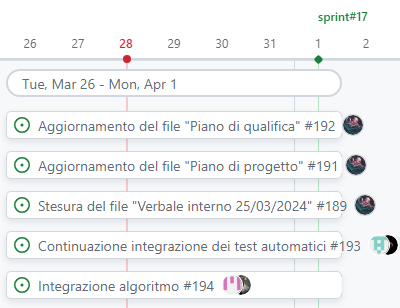 sprint#17
26 27 28 29 30 31 1 2
Tue, Mar 26 - Mon, Apr 1
Aggiornamento del file "Piano di qualifica" #192
Aggiornamento del file "Piano di progetto" #191
Stesura del file "Verbale interno 25/03/2024" #189
Continuazione integrazione dei test automatici #193
Integrazione algoritmo #194